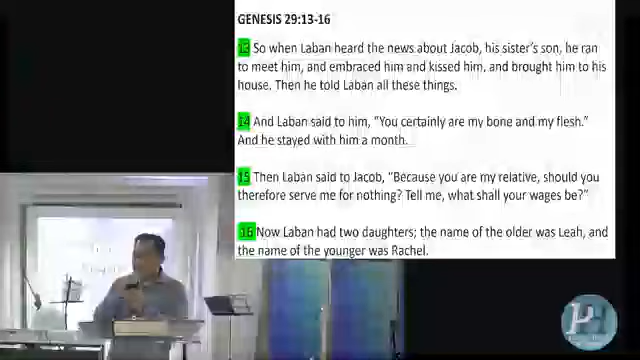 GENESIS 29:13-16
13 So when Laban heard the news about Jacob, his sister’s son, he ran
to meet him, and embraced him and kissed him, and brought him to his
house. Then he told Laban all these things.
14 And Laban said to him, “You certainly are my bone and my flesh.”
And he stayed with him a month.
15 Then Laban said to Jacob, “Because you are my relative, should you
therefore serve me for nothing? Tell me, what shall your wages be?”
16 Now Laban had two daughters; the name of the older was Leah, and
the name of the younger was Rachel.